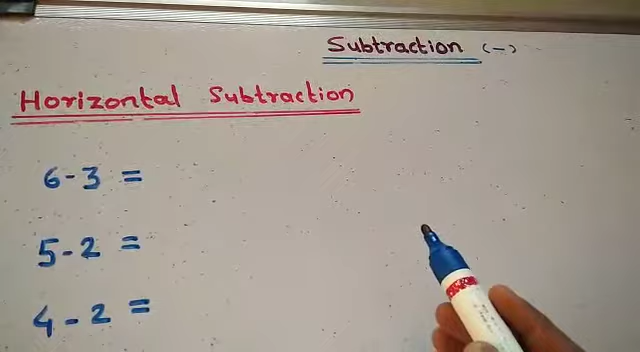 Subtraction (-)
Horizontal Subtraction
6-3 =
5-2 =
4-2 =